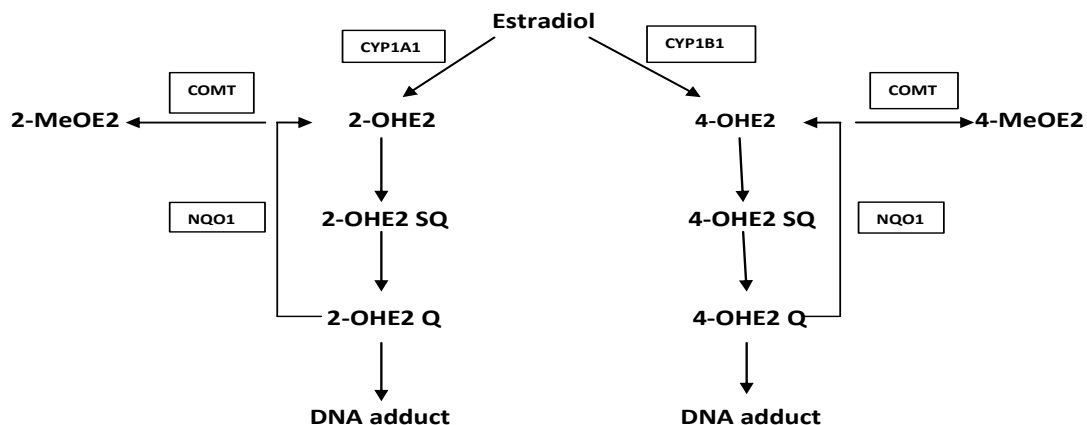 Estradiol
CYP1A1
CYP1B1
COMT
COMT
2-MeOE2
2-OHE2
4-OHE2
4-MeOE2
NQO1
2-OHE2 SQ
4-OHE2 SQ
NQO1
2-OHE2 Q
4-OHE2 Q
DNA adduct
DNA adduct